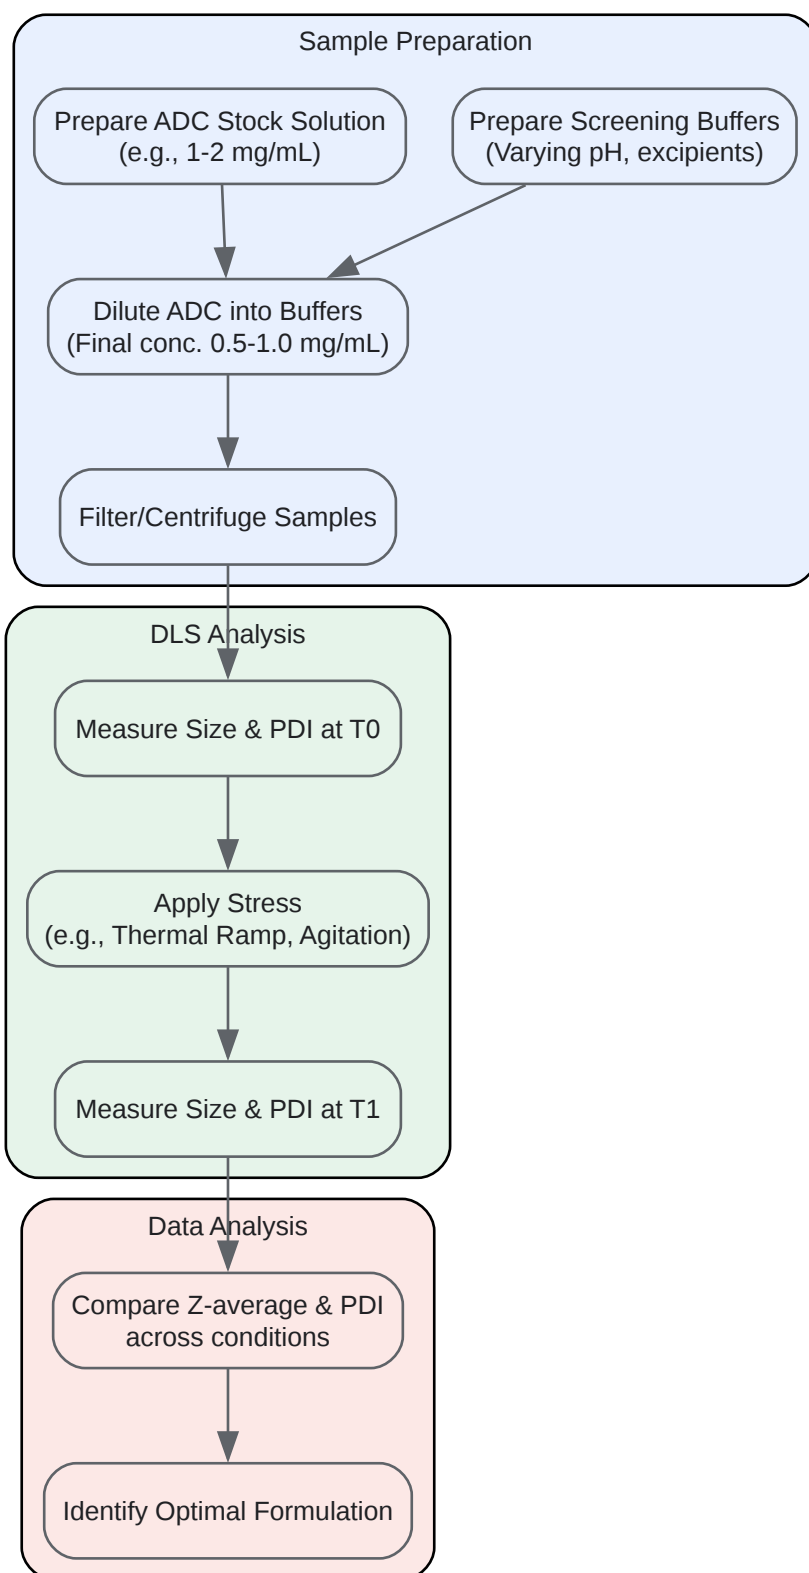 Sample Preparation
Prepare ADC Stock Solution
(e.g., 1-2 mg/mL)
Prepare Screening Buffers
(Varying pH, excipients)
Dilute ADC into Buffers
(Final conc. 0.5-1.0 mg/mL)
Filter/Centrifuge Samples
DLS Analysis
Measure Size & PDI at T0
Apply Stress
(e.g., Thermal Ramp, Agitation)
Measure Size & PDI at T1
Data Analysis
Compare Z-average & PDI
across conditions
Identify Optimal Formulation